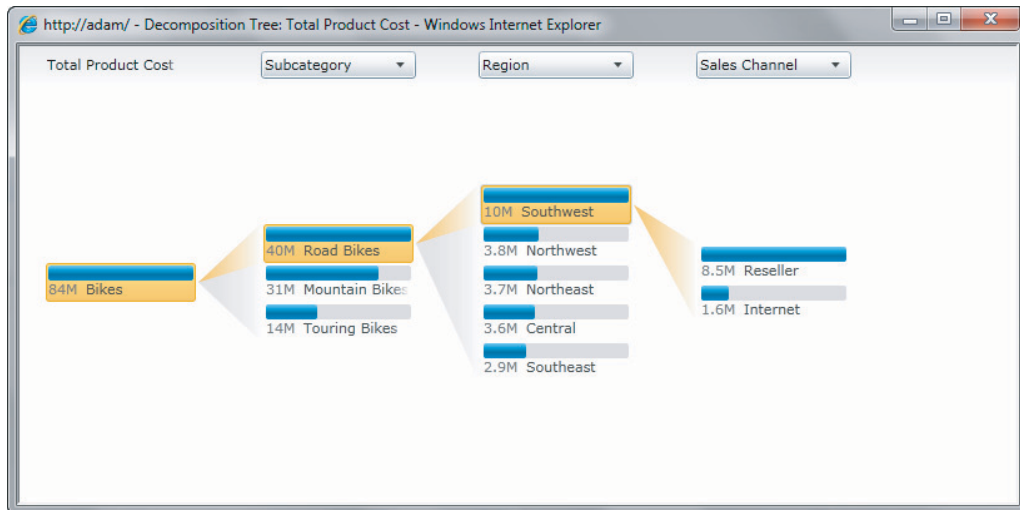 http://adam/ - Decomposition Tree: Total Product Cost - Windows Internet Explorer
Total Product Cost
Subcategory
Region
Sales Channel
84M Bikes
40M Road Bikes
31M Mountain Bikes
14M Touring Bikes
10M Southwest
3.8M Northwest
3.7M Northeast
3.6M Central
2.9M Southeast
8.5M Reseller
1.6M Internet